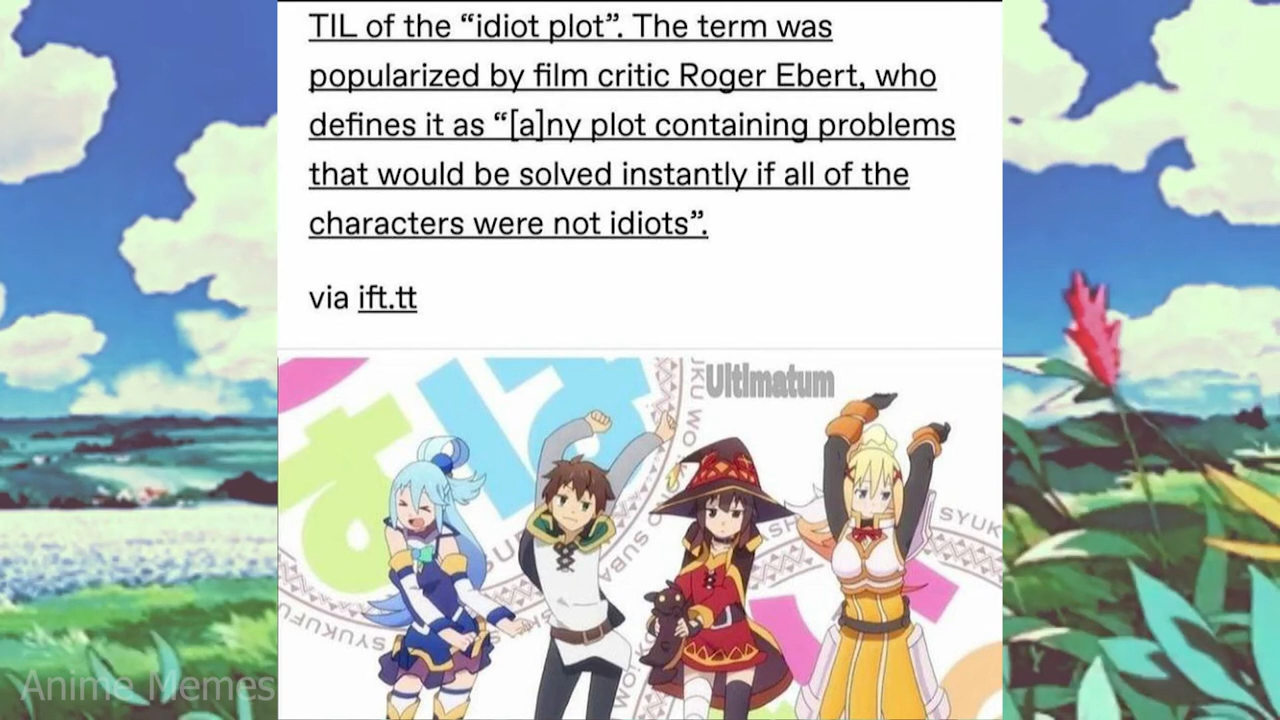 TIL of the “idiot plot”. The term was
popularized by film critic Roger Ebert, who
defines it as “[a]ny plot containing problems
that would be solved instantly if all of the
characters were not idiots”.
via ift.tt
Ultimatum
Anime Memes